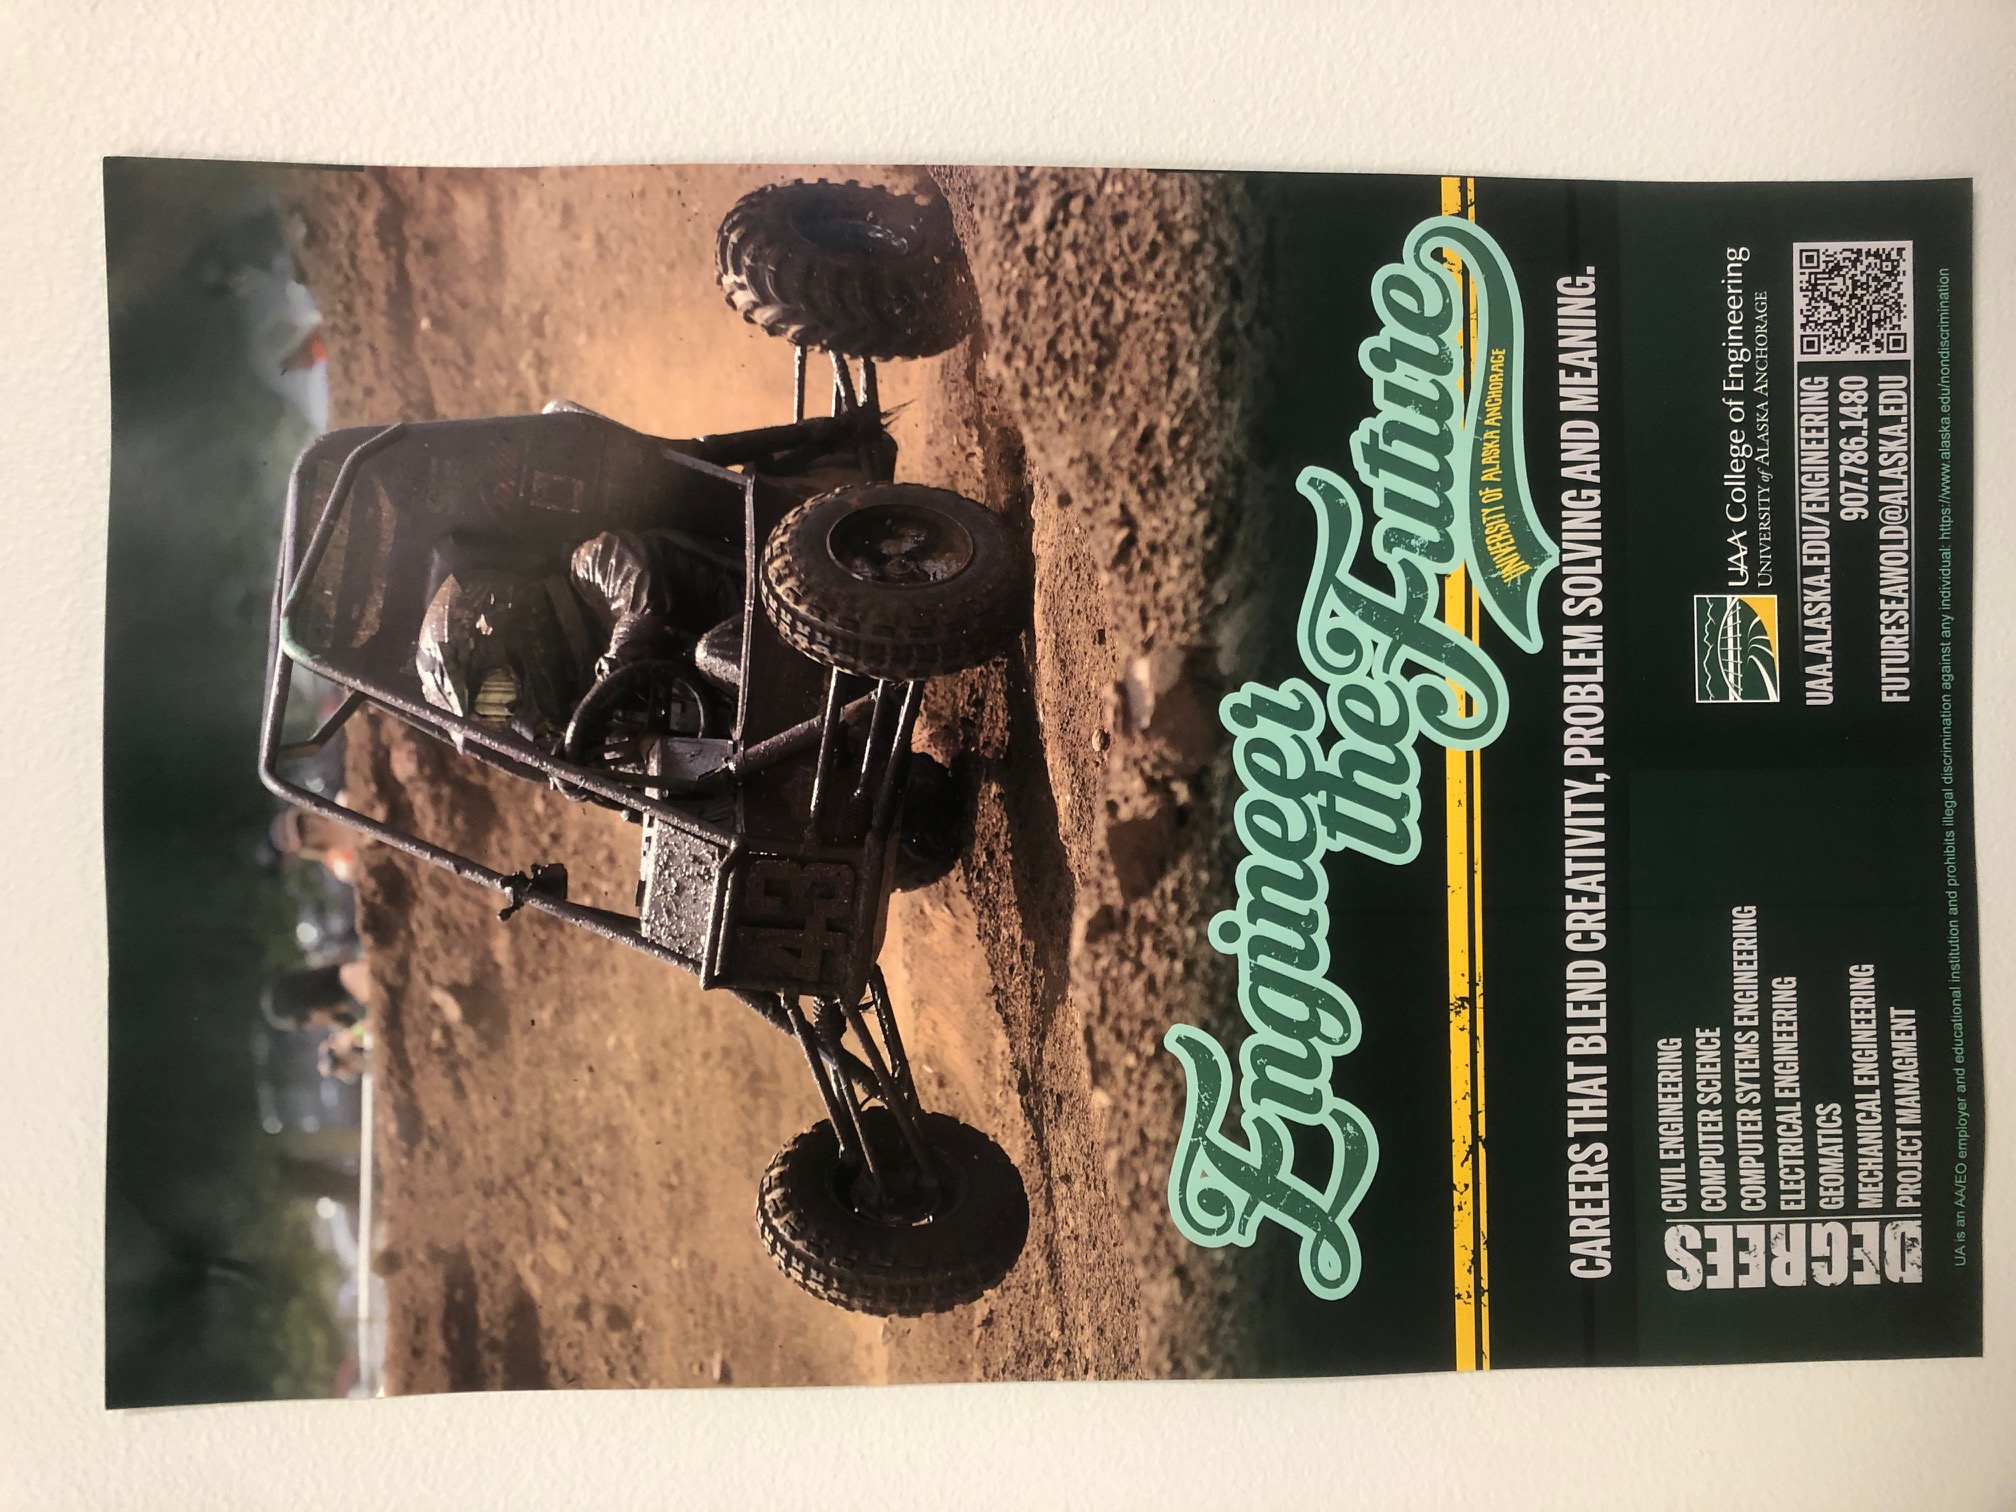 43
Engineer
the Future
UNIVERSITY OF ALASKA ANCHORAGE
CAREERS THAT BLEND CREATIVITY, PROBLEM SOLVING AND MEANING.
DEGREES
CIVIL ENGINEERING
COMPUTER SCIENCE
COMPUTER SYTEMS ENGINEERING
ELECTRICAL ENGINEERING
GEOMATICS
MECHANICAL ENGINEERING
PROJECT MANAGMENT
UAA College of Engineering
UNIVERSITY of ALASKA ANCHORAGE
UAA.ALASKA.EDU/ENGINEERING
907.786.1480
FUTURESEAWOLD@ALASKA.EDU
UA is an AA/EO employer and educational institution and prohibits illegal discrimination against any individual: https://www.alaska.edu/nondiscrimination